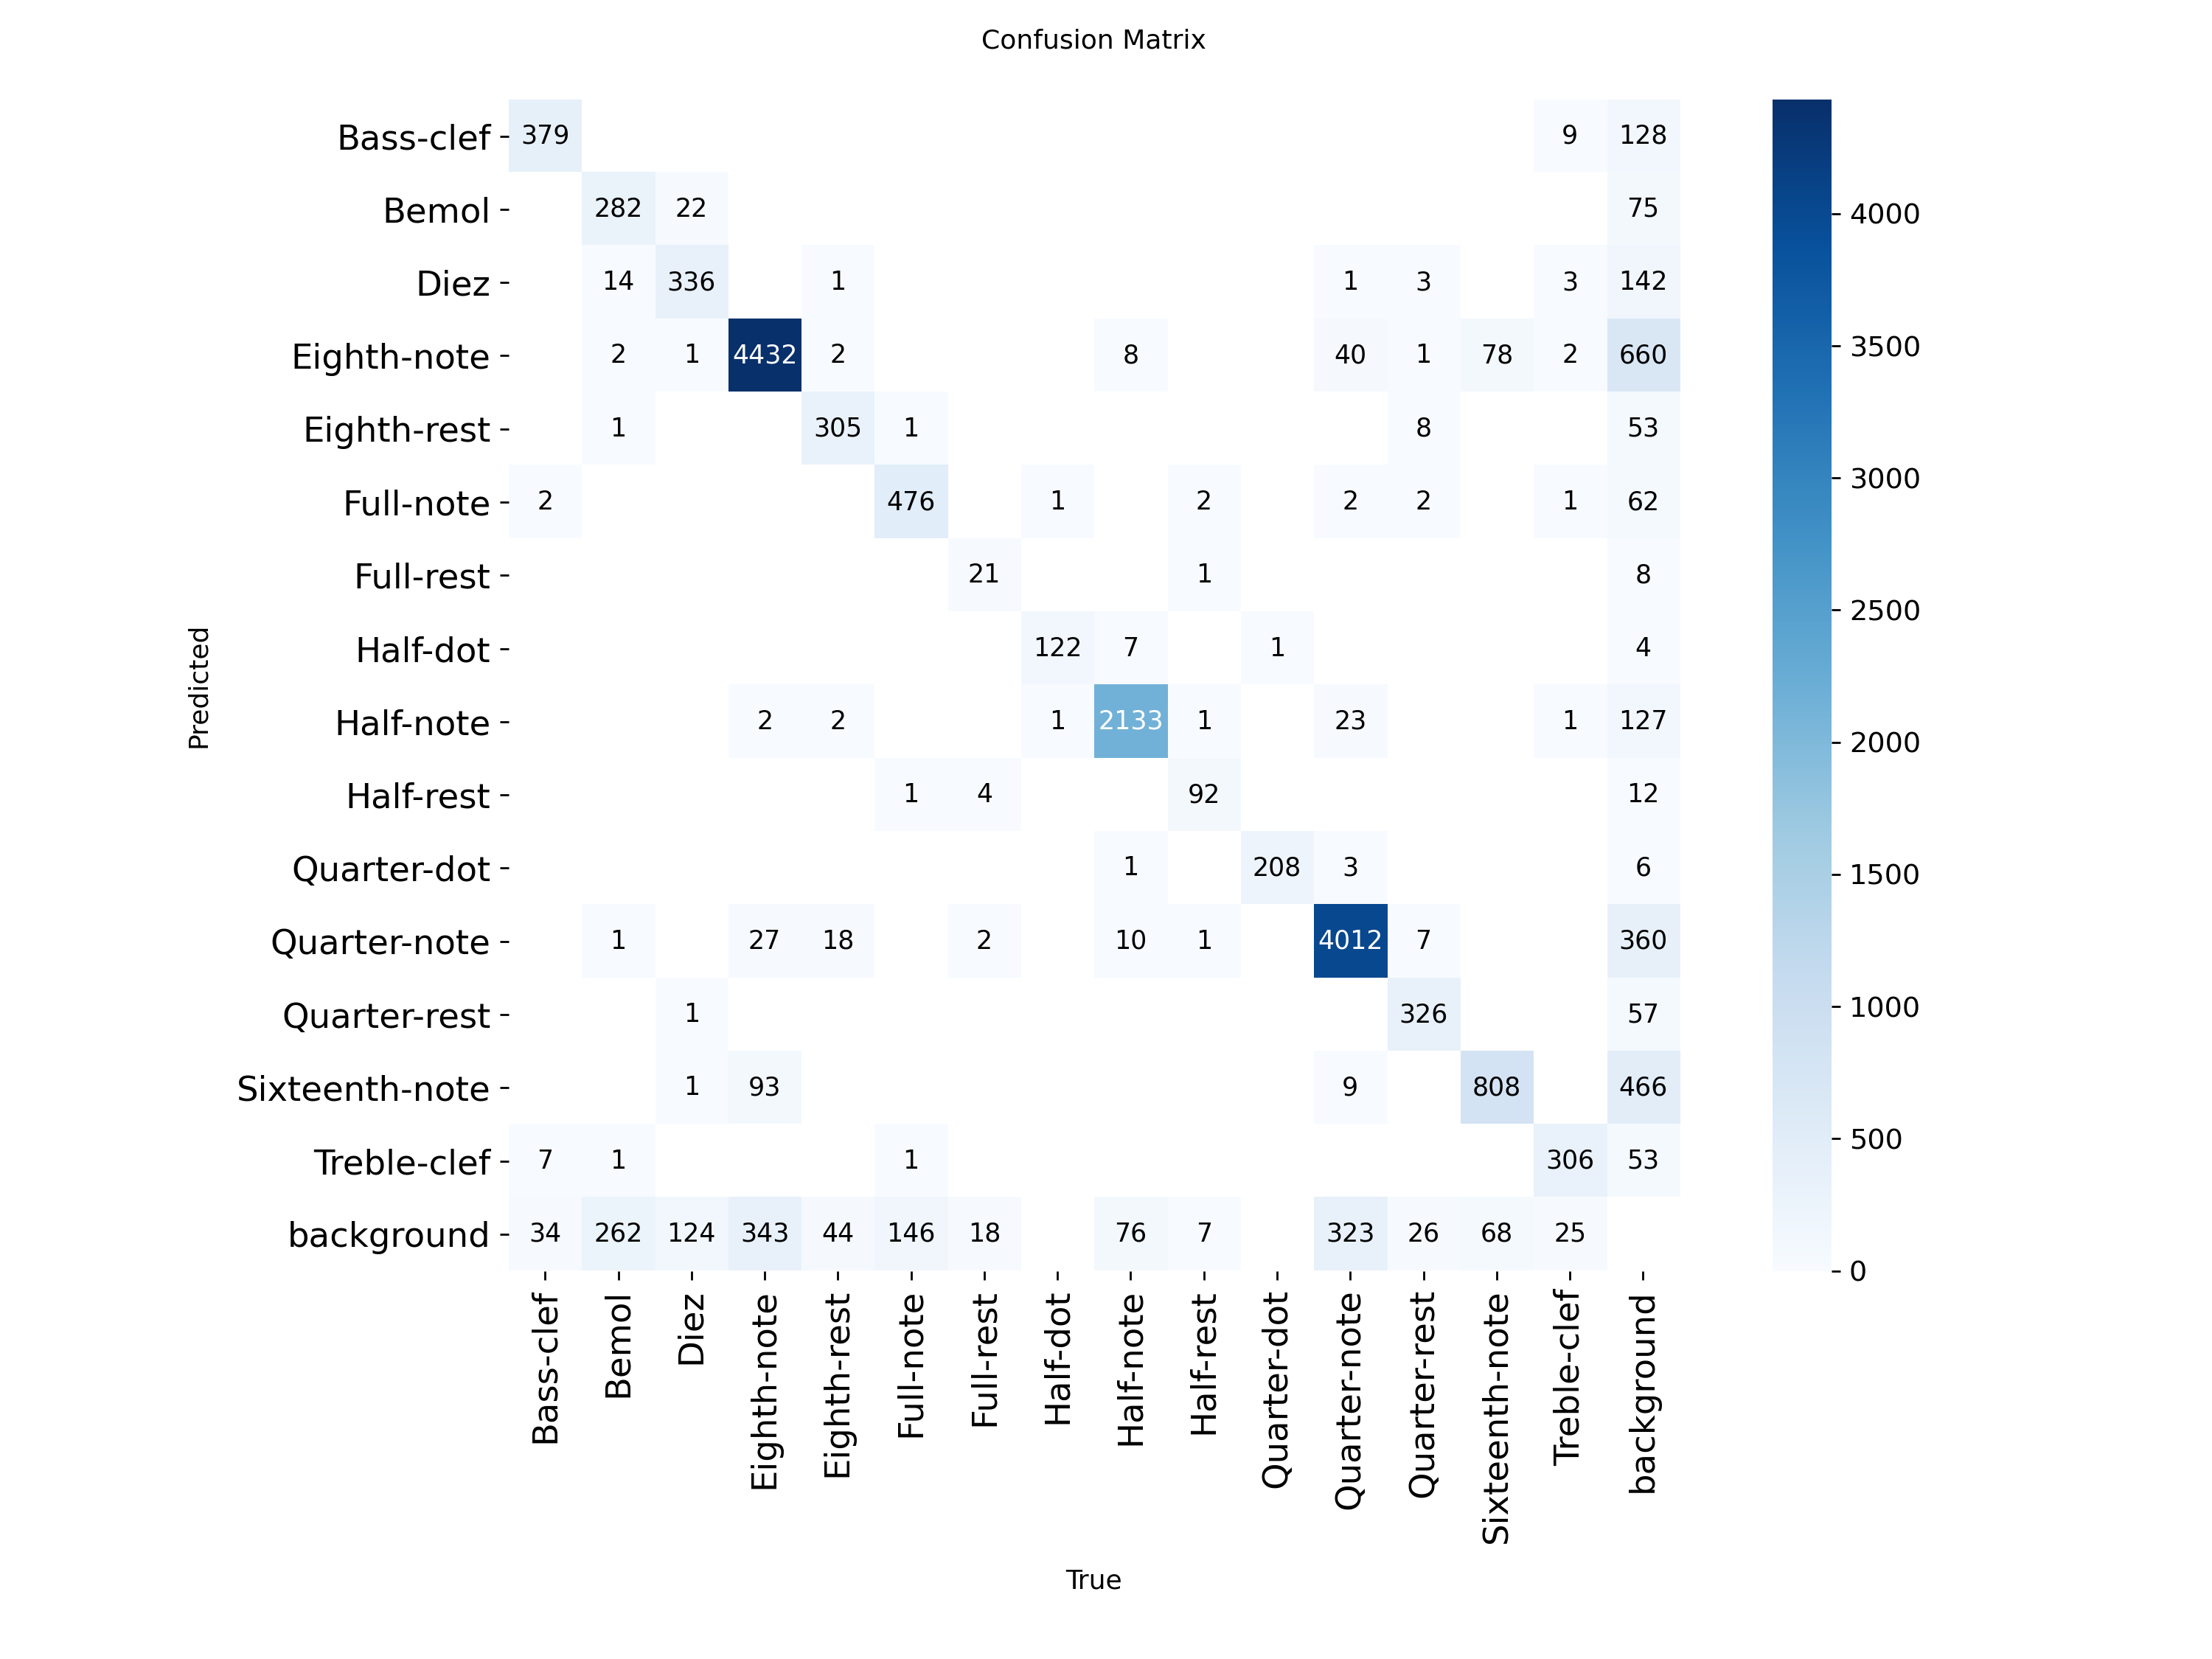 Confusion Matrix
Bass-clef 379 9 128
Bemol 282 22 75
Diez 14 336 1 1 3 3 142
Eighth-note 2 1 4432 2 8 40 1 78 2 660
Eighth-rest 1 305 1 8 53
Full-note 2 476 1 2 2 2 1 62
Full-rest 21 1 8
Half-dot 122 7 1 4
Half-note 2 2 1 2133 1 23 1 127
Half-rest 1 4 92 12
Quarter-dot 1 208 3 6
Quarter-note 1 27 18 2 10 1 4012 7 360
Quarter-rest 1 326 57
Sixteenth-note 1 93 9 808 466
Treble-clef 7 1 1 306 53
background 34 262 124 343 44 146 18 76 7 323 26 68 25
Bass-clef Bemol Diez Eighth-note Eighth-rest Full-note Full-rest Half-dot Half-note Half-rest Quarter-dot Quarter-note Quarter-rest Sixteenth-note Treble-clef background
True
Predicted
4000
3500
3000
2500
2000
1500
1000
500
0